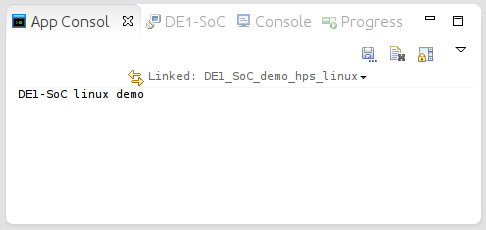 App Consol DE1-SoC Console Progress
Linked: DE1_SoC_demo_hps_linux
DE1-SoC linux demo